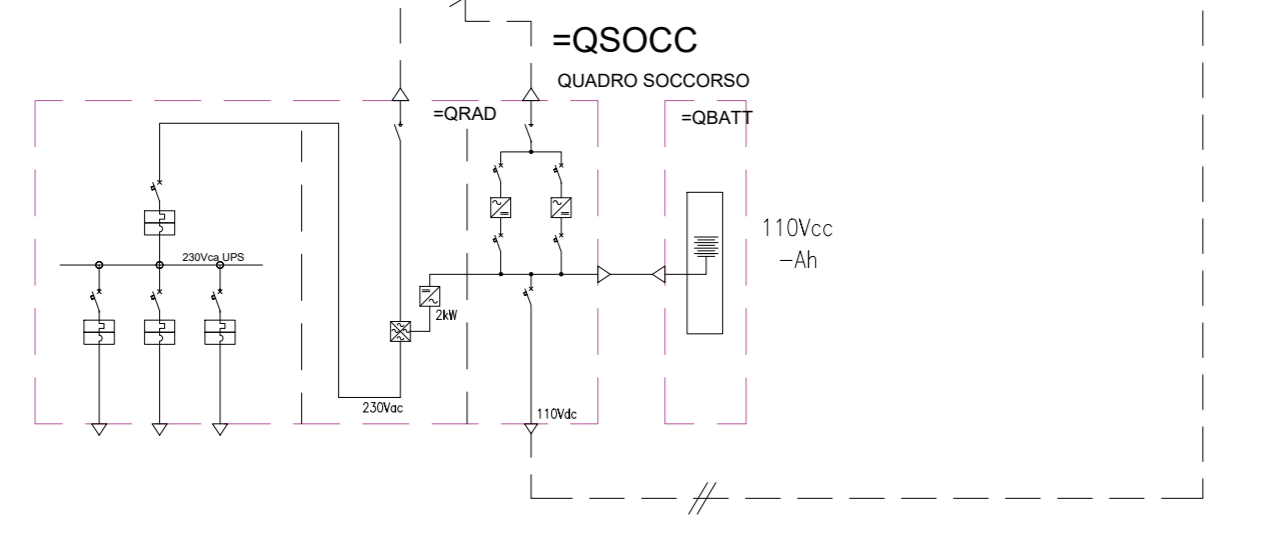 =QSOCC
QUADRO SOCCORSO
=QRAD
=QBATT
110Vcc
-Ah
230Vca UPS
2kW
230Vac
110Vdc